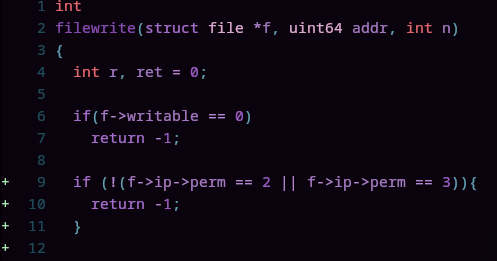 1 int
2 filewrite(struct file *f, uint64 addr, int n)
3 {
4   int r, ret = 0;
5
6   if(f->writable == 0)
7     return -1;
8
+ 9   if (!(f->ip->perm == 2 || f->ip->perm == 3)){
+ 10     return -1;
+ 11   }
+ 12